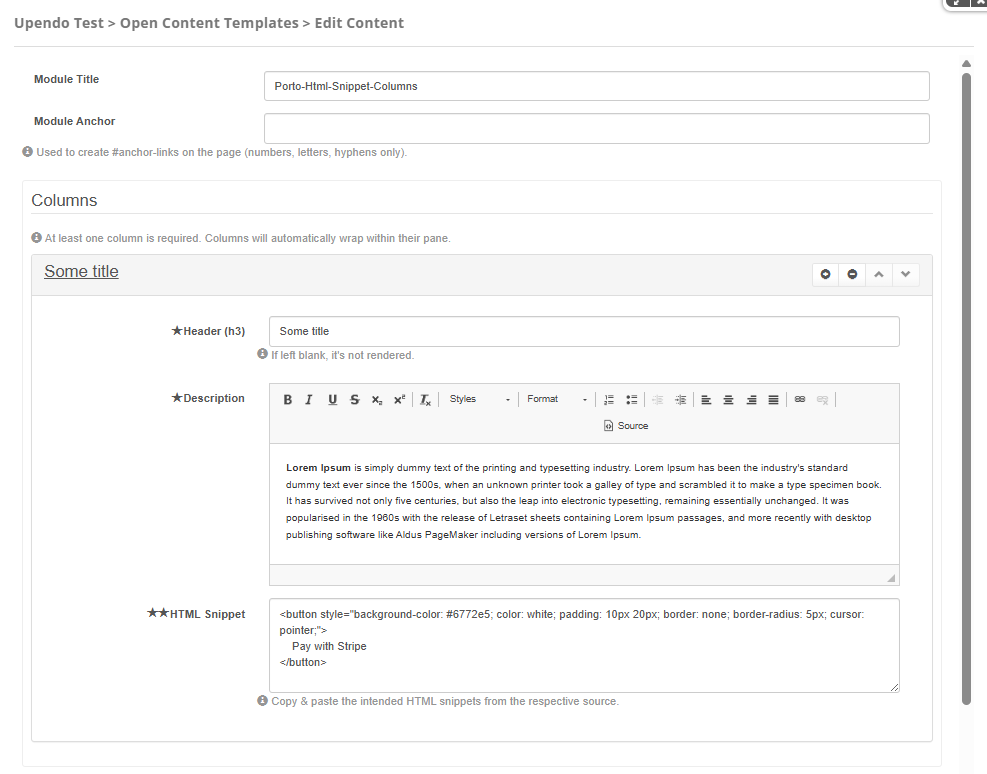 Upendo Test > Open Content Templates > Edit Content
Module Title
Porto-Html-Snippet-Columns
Module Anchor
Used to create #anchor-links on the page (numbers, letters, hyphens only).
Columns
At least one column is required. Columns will automatically wrap within their pane.
Some title
★Header (h3)
Some title
If left blank, it's not rendered.
★Description
B I U S x₂ x² Tx Styles Format
Source
Lorem Ipsum is simply dummy text of the printing and typesetting industry. Lorem Ipsum has been the industry's standard
dummy text ever since the 1500s, when an unknown printer took a galley of type and scrambled it to make a type specimen book.
It has survived not only five centuries, but also the leap into electronic typesetting, remaining essentially unchanged. It was
popularised in the 1960s with the release of Letraset sheets containing Lorem Ipsum passages, and more recently with desktop
publishing software like Aldus PageMaker including versions of Lorem Ipsum.
★★HTML Snippet
<button style="background-color: #6772e5; color: white; padding: 10px 20px; border: none; border-radius: 5px; cursor:
pointer;">
Pay with Stripe
</button>
Copy & paste the intended HTML snippets from the respective source.